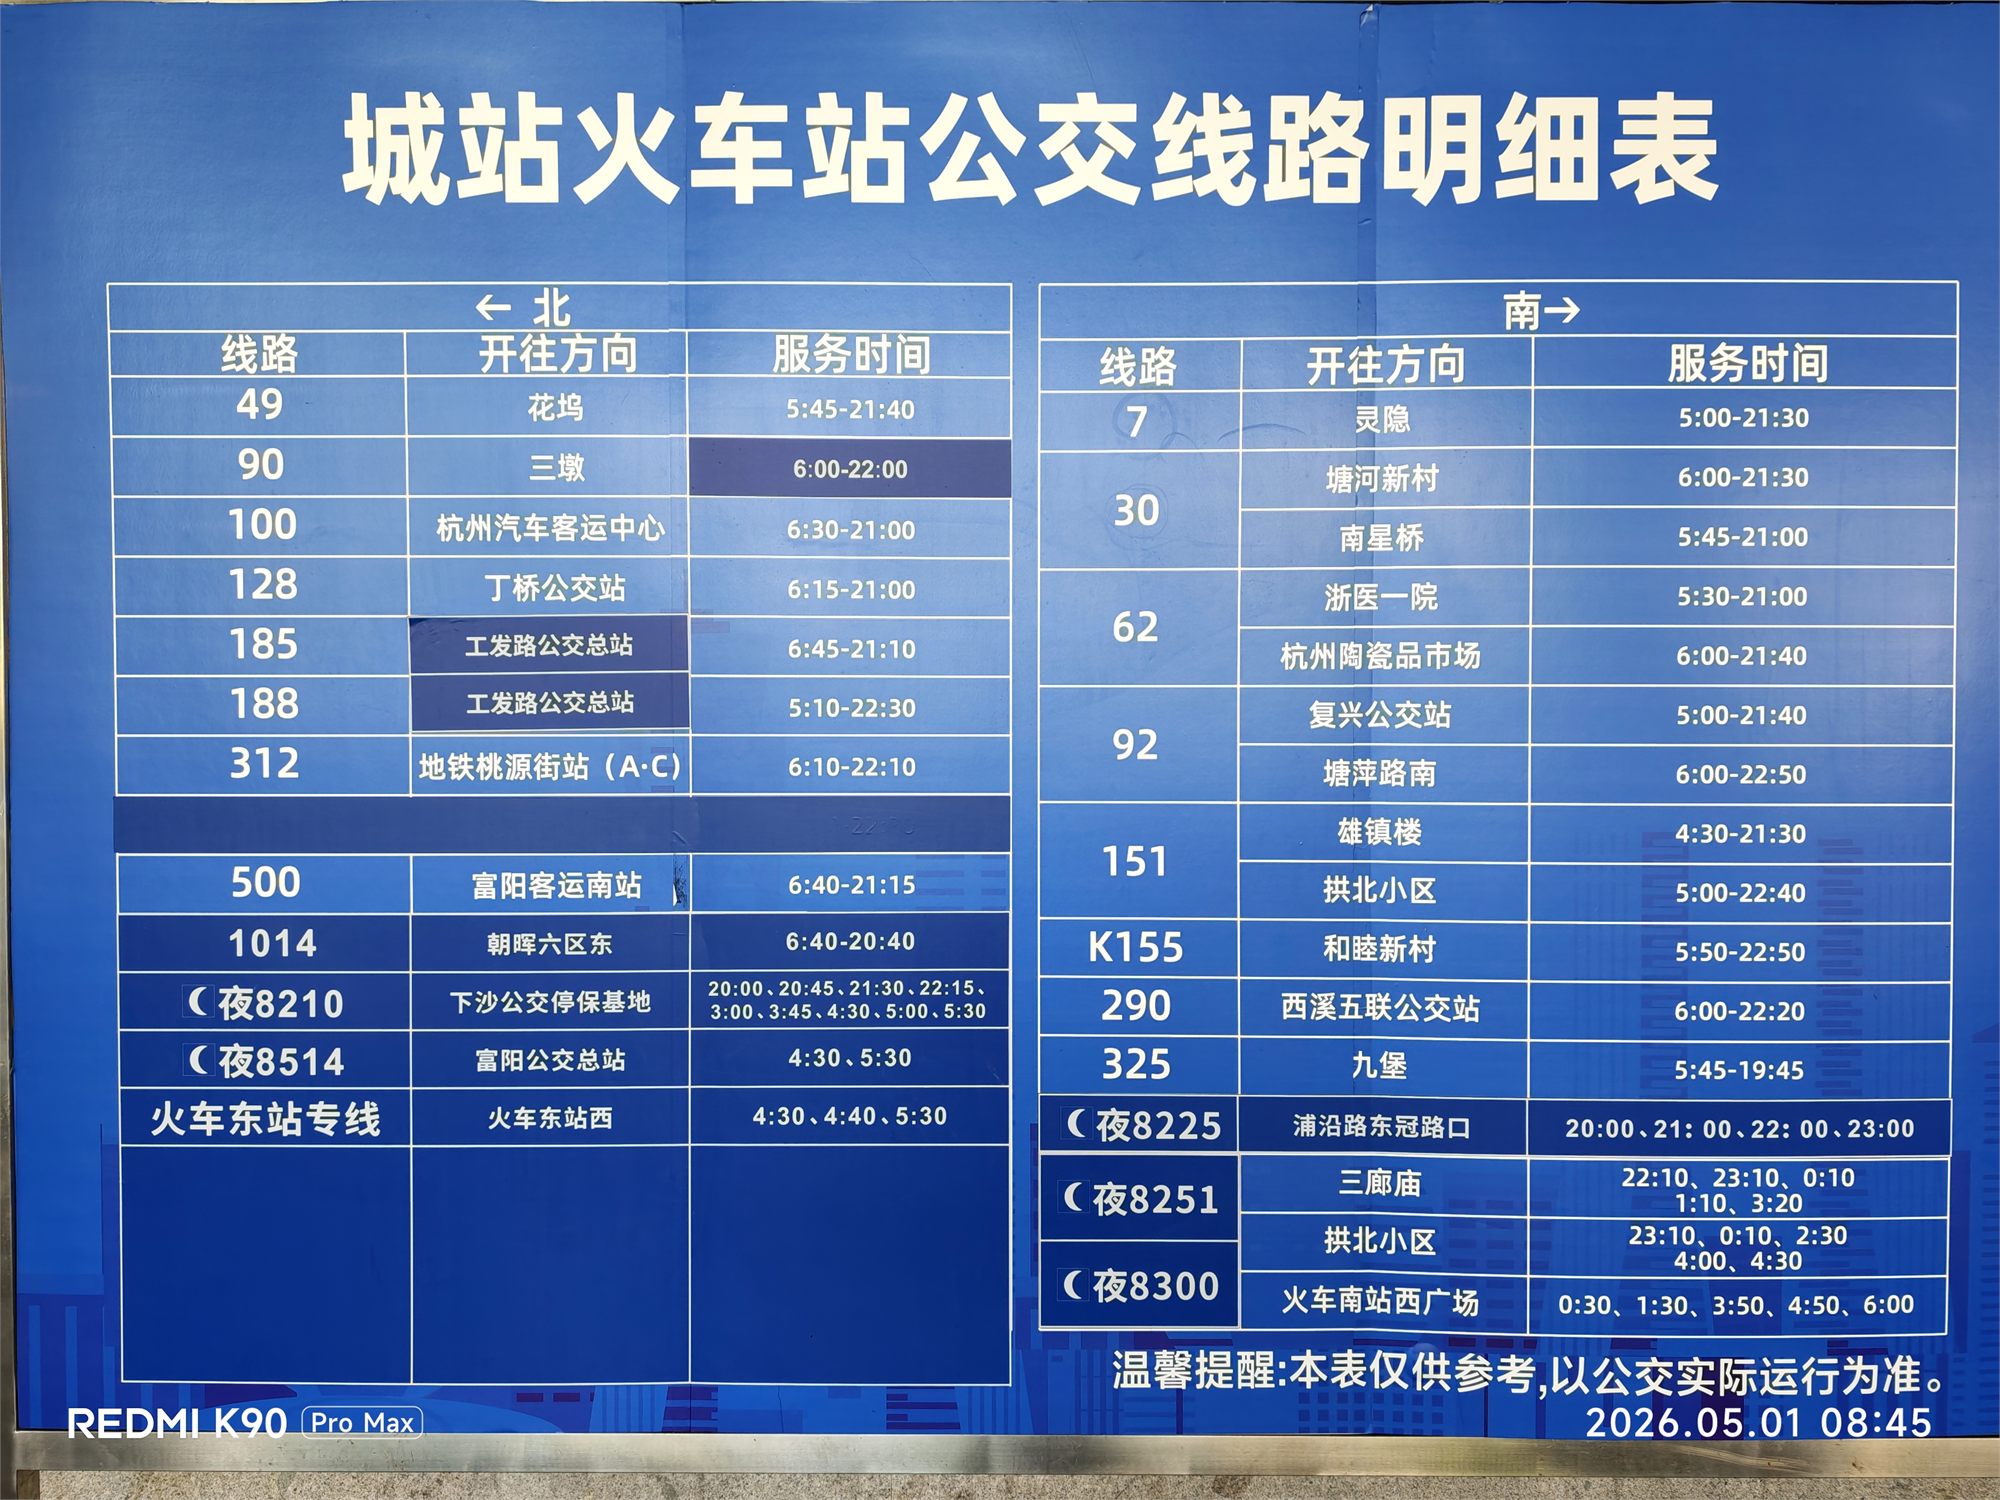 城站火车站公交线路明细表
← 北
线路 开往方向 服务时间
49 花坞 5:45-21:40
90 三墩 6:00-22:00
100 杭州汽车客运中心 6:30-21:00
128 丁桥公交站 6:15-21:00
185 工发路公交总站 6:45-21:10
188 工发路公交总站 5:10-22:30
312 地铁桃源街站（A·C） 6:10-22:10
500 富阳客运南站 6:40-21:15
1014 朝晖六区东 6:40-20:40
夜8210 下沙公交停保基地 20:00、20:45、21:30、22:15、
3:00、3:45、4:30、5:00、5:30
夜8514 富阳公交总站 4:30、5:30
火车东站专线 火车东站西 4:30、4:40、5:30
南→
线路 开往方向 服务时间
7 灵隐 5:00-21:30
30 塘河新村 6:00-21:30
南星桥 5:45-21:00
62 浙医一院 5:30-21:00
杭州陶瓷品市场 6:00-21:40
92 复兴公交站 5:00-21:40
塘萍路南 6:00-22:50
151 雄镇楼 4:30-21:30
拱北小区 5:00-22:40
K155 和睦新村 5:50-22:50
290 西溪五联公交站 6:00-22:20
325 九堡 5:45-19:45
夜8225 浦沿路东冠路口 20:00、21: 00、22: 00、23:00
夜8251 三廊庙 22:10、23:10、0:10
1:10、3:20
拱北小区 23:10、0:10、2:30
4:00、4:30
夜8300 火车南站西广场 0:30、1:30、3:50、4:50、6:00
温馨提醒:本表仅供参考,以公交实际运行为准。
REDMI K90 Pro Max
2026.05.01 08:45